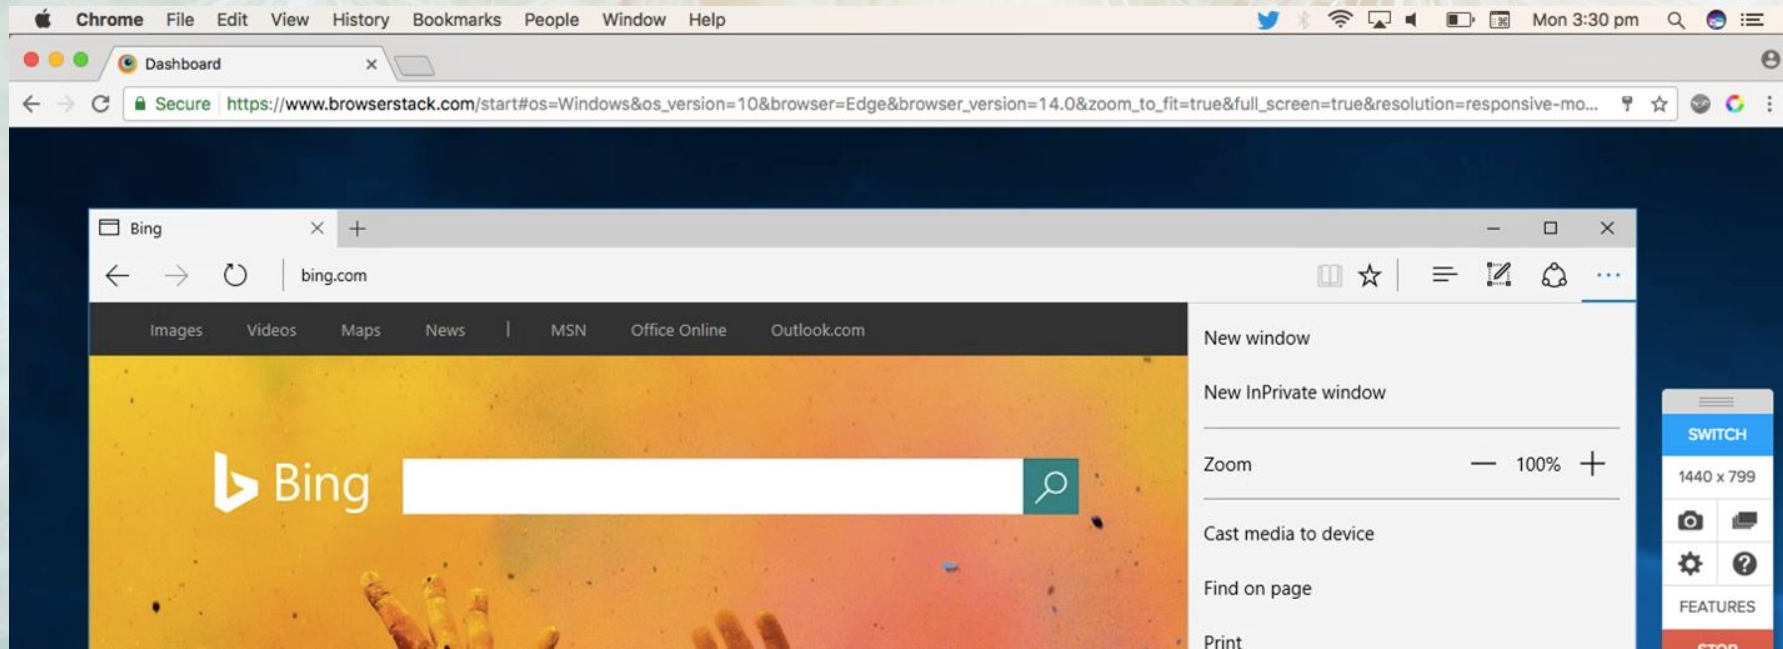 Chrome File Edit View History Bookmarks People Window Help Mon 3:30 pm
Dashboard
Secure https://www.browserstack.com/start#os=Windows&os_version=10&browser=Edge&browser_version=14.0&zoom_to_fit=true&full_screen=true&resolution=responsive-mo...
Bing
bing.com
Images Videos Maps News | MSN Office Online Outlook.com
New window
New InPrivate window
SWITCH
Bing
Zoom 100%
1440 x 799
Cast media to device
Find on page
FEATURES
Print
STOP